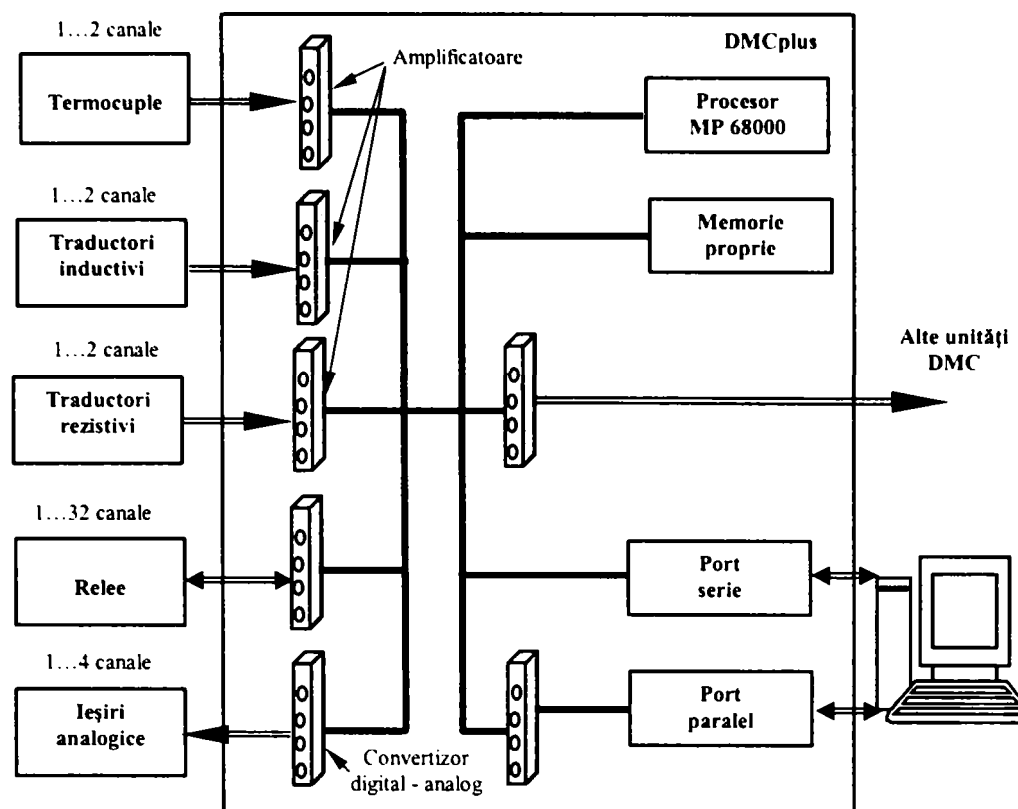 1...2 canale
Termocuple
1...2 canale
Traductori
inductivi
1...2 canale
Traductori
rezistivi
1...32 canale
Relee
1...4 canale
Ieșiri
analogice
Amplificatoare
Convertizor
digital - analog
DMCplus
Procesor
MP 68000
Memorie
proprie
Alte unități
DMC
Port
serie
Port
paralel